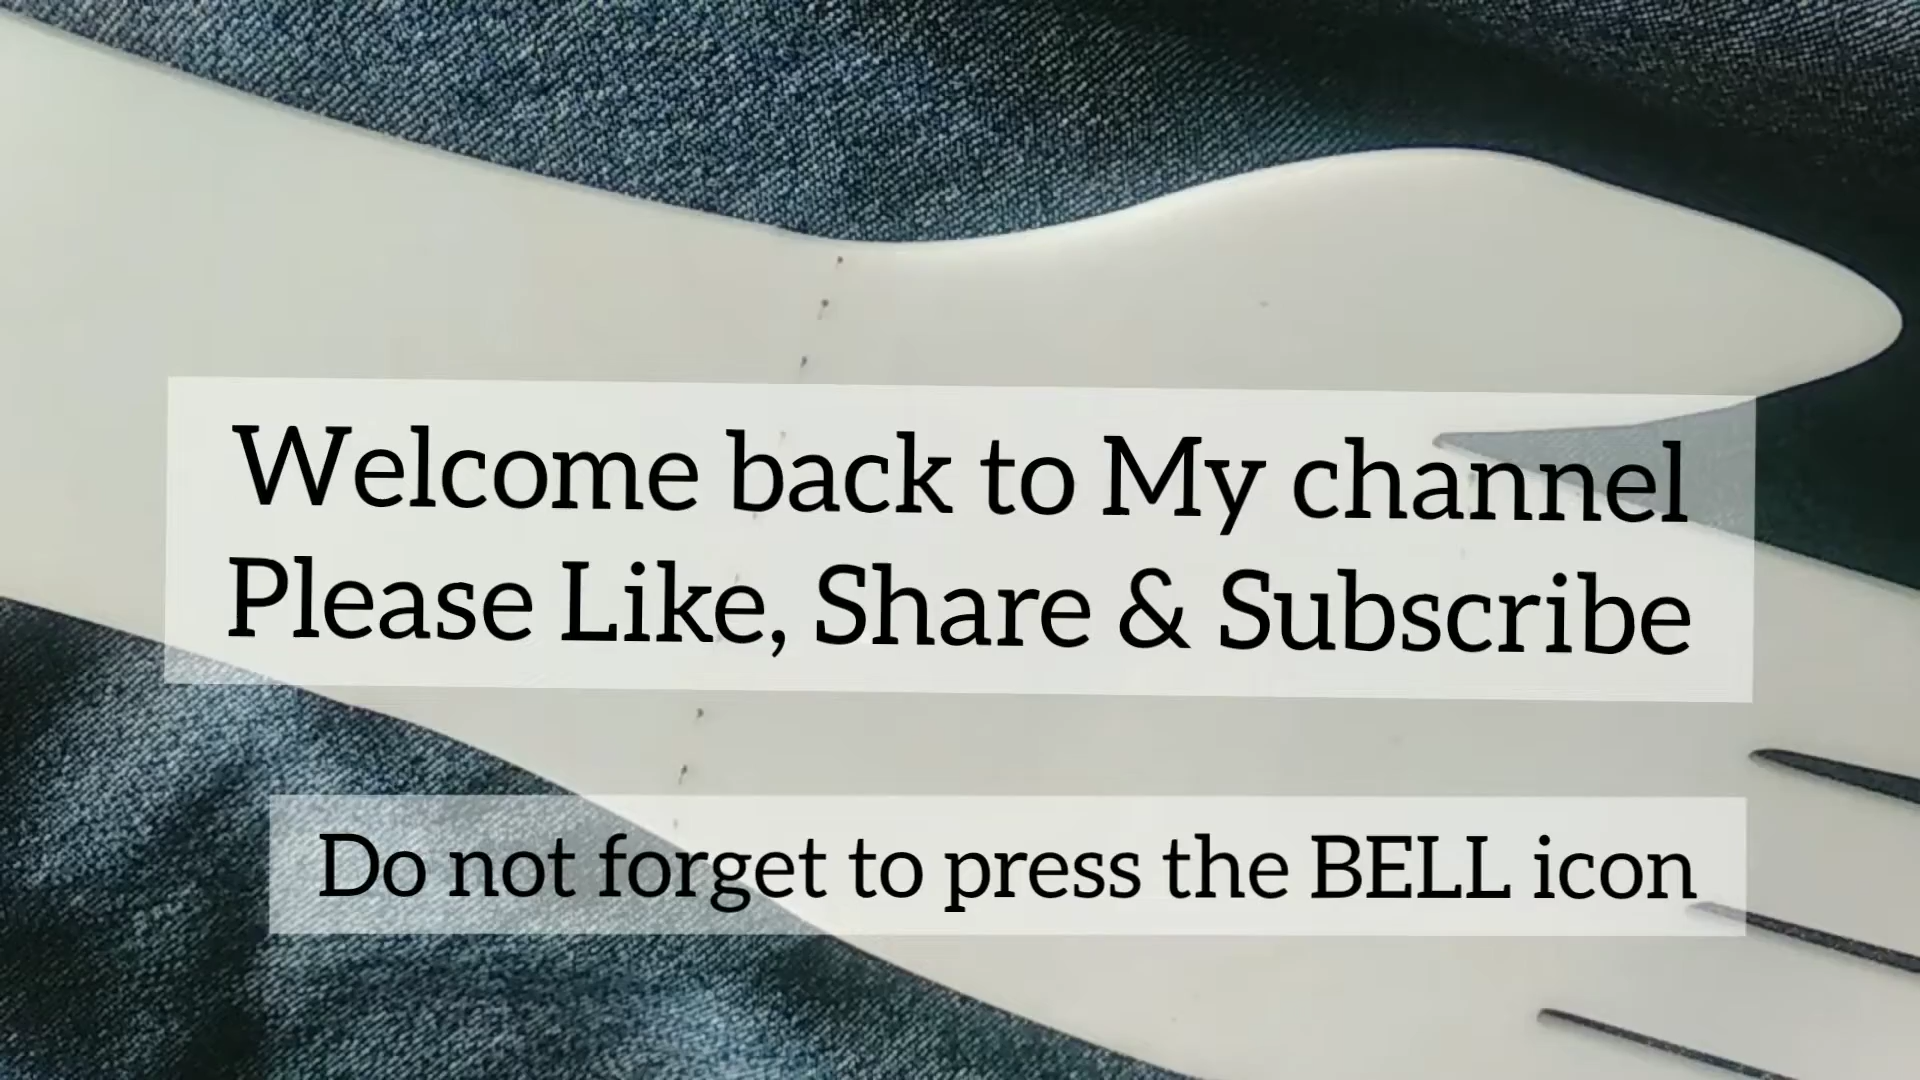 Welcome back to My channel
Please Like, Share & Subscribe
Do not forget to press the BELL icon